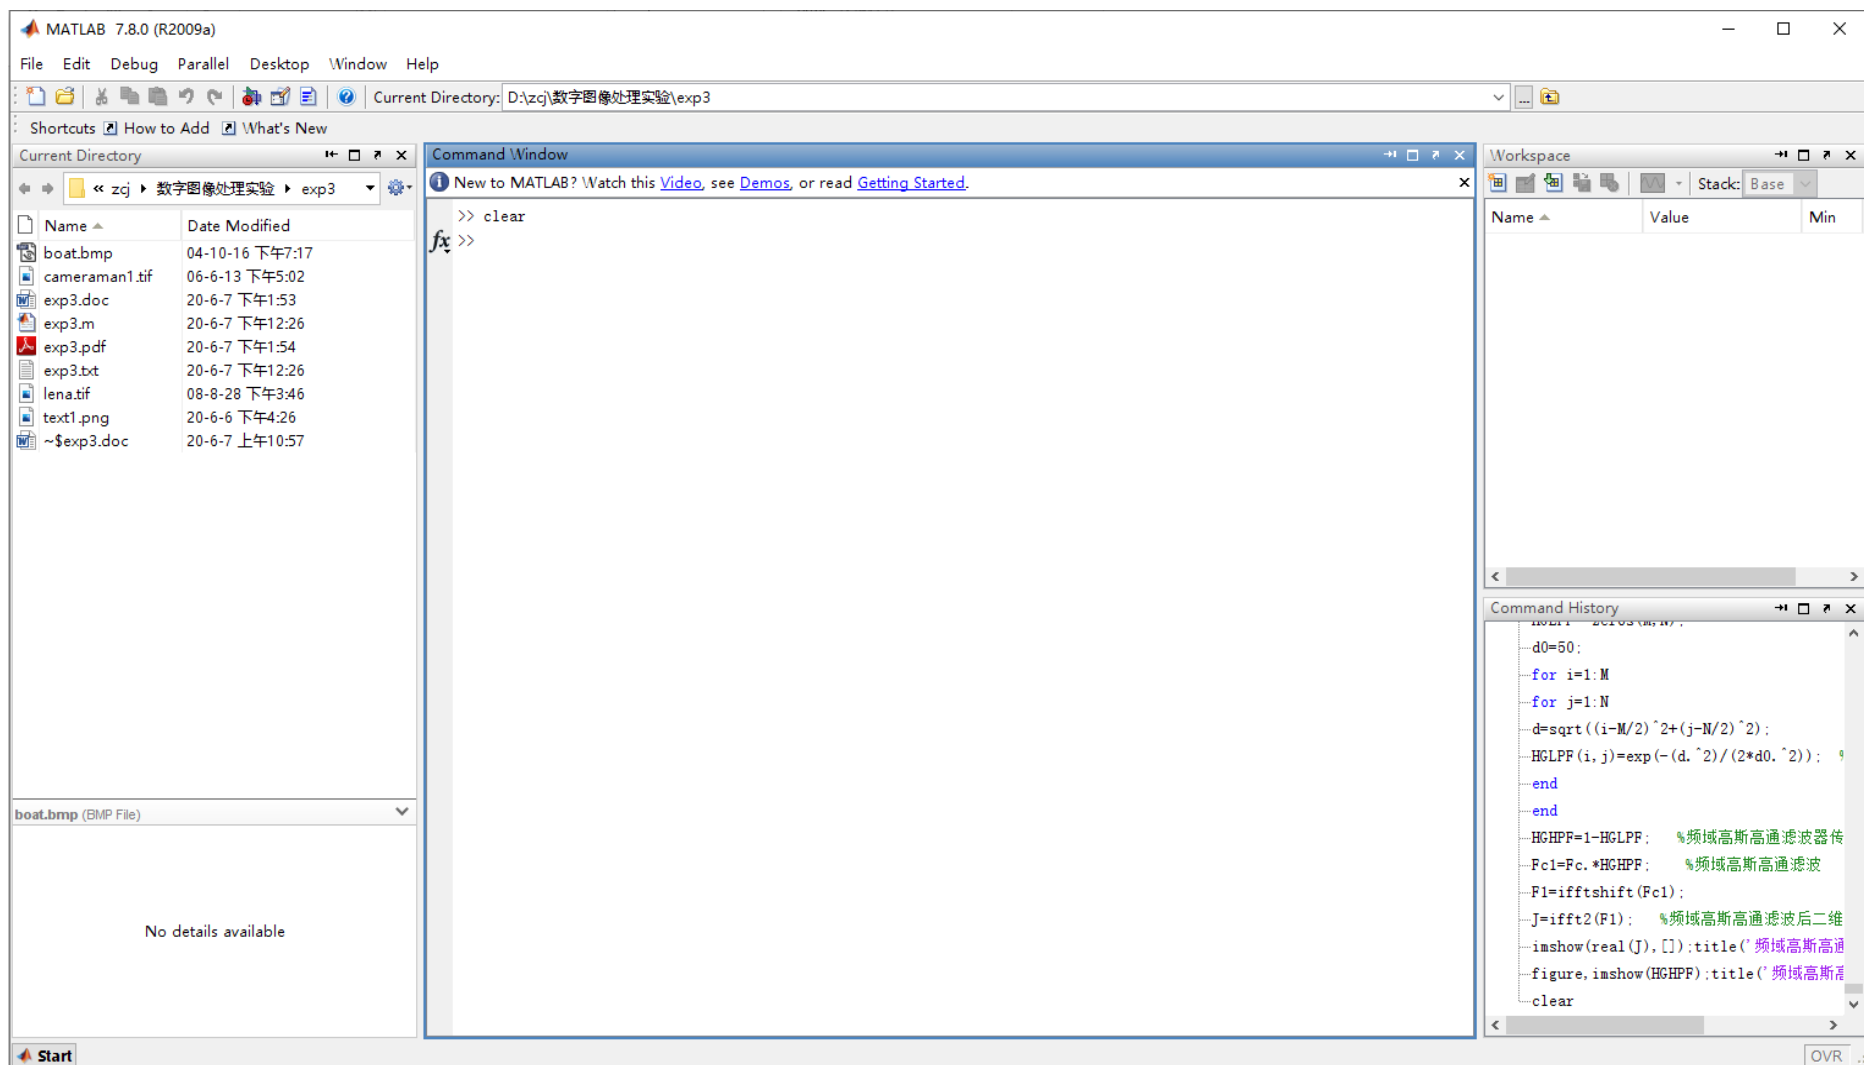 MATLAB 7.8.0 (R2009a)
File Edit Debug Parallel Desktop Window Help
Current Directory: D:\zcj\数字图像处理实验\exp3
Shortcuts How to Add What's New
Current Directory
« zcj 数字图像处理实验 exp3
Name Date Modified
boat.bmp 04-10-16 下午7:17
cameraman1.tif 06-6-13 下午5:02
exp3.doc 20-6-7 下午1:53
exp3.m 20-6-7 下午12:26
exp3.pdf 20-6-7 下午1:54
exp3.txt 20-6-7 下午12:26
lena.tif 08-8-28 下午3:46
text1.png 20-6-6 下午4:26
~$exp3.doc 20-6-7 上午10:57
boat.bmp (BMP File)
No details available
Command Window
New to MATLAB? Watch this Video, see Demos, or read Getting Started.
>> clear
fx >>
Workspace
Stack: Base
Name Value Min
Command History
d0=50;
for i=1:M
for j=1:N
d=sqrt((i-M/2)^2+(j-N/2)^2);
HGLPF(i,j)=exp(-(d.^2)/(2*d0.^2)); %
end
end
HGHPF=1-HGLPF; %频域高斯高通滤波器传
Fc1=Fc.*HGHPF; %频域高斯高通滤波
F1=ifftshift(Fc1);
J=ifft2(F1); %频域高斯高通滤波后二维
imshow(real(J),[]);title('频域高斯高通
figure,imshow(HGHPF);title('频域高斯高
clear
Start
OVR